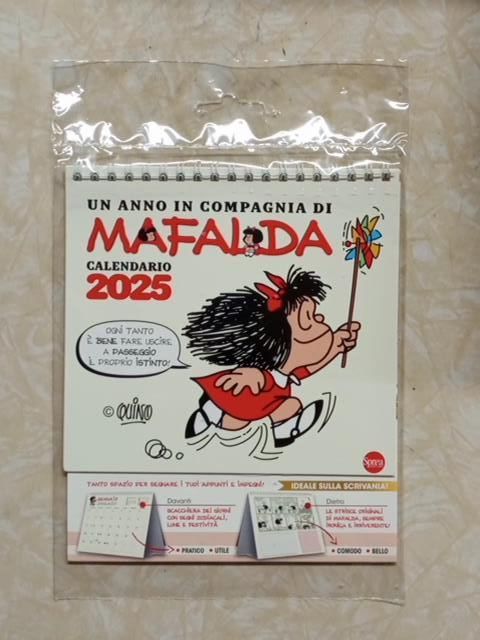 UN ANNO IN COMPAGNIA DI
MAFALDA
CALENDARIO
2025
OGNI TANTO
È BENE FARE USCIRE
A PASSEGGIO
IL PROPRIO ISTINTO!
© QUINO
Sprea
TANTO SPAZIO PER SEGNARE I TUOI APPUNTI E IMPEGNI!
IDEALE SULLA SCRIVANIA!
Davanti
SCACCHIERA DEI GIORNI
CON SEGNI ZODIACALI,
LUNE E FESTIVITÀ
• PRATICO • UTILE
Dietro
LE STRISCE ORIGINALI
DI MAFALDA, SEMPRE
IRONICA E IRRIVERENTE!
• COMODO • BELLO